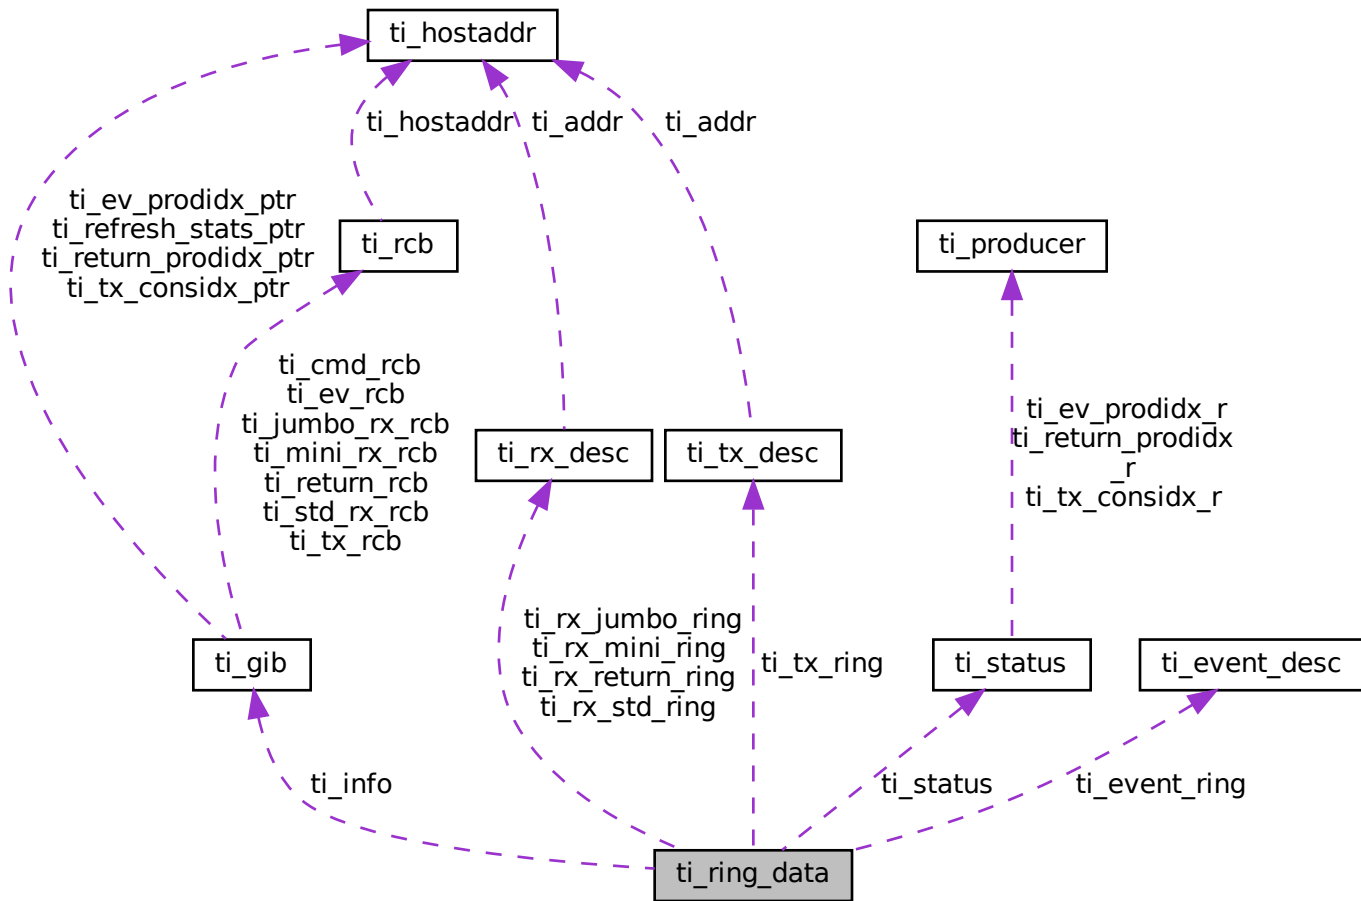 ti_hostaddr
ti_hostaddr
ti_addr
ti_addr
ti_ev_prodidx_ptr
ti_refresh_stats_ptr
ti_return_prodidx_ptr
ti_tx_considx_ptr
ti_rcb
ti_producer
ti_cmd_rcb
ti_ev_rcb
ti_jumbo_rx_rcb
ti_mini_rx_rcb
ti_return_rcb
ti_std_rx_rcb
ti_tx_rcb
ti_rx_desc
ti_tx_desc
ti_ev_prodidx_r
ti_return_prodidx
_r
ti_tx_considx_r
ti_gib
ti_rx_jumbo_ring
ti_rx_mini_ring
ti_rx_return_ring
ti_rx_std_ring
ti_tx_ring
ti_status
ti_event_desc
ti_info
ti_status
ti_event_ring
ti_ring_data